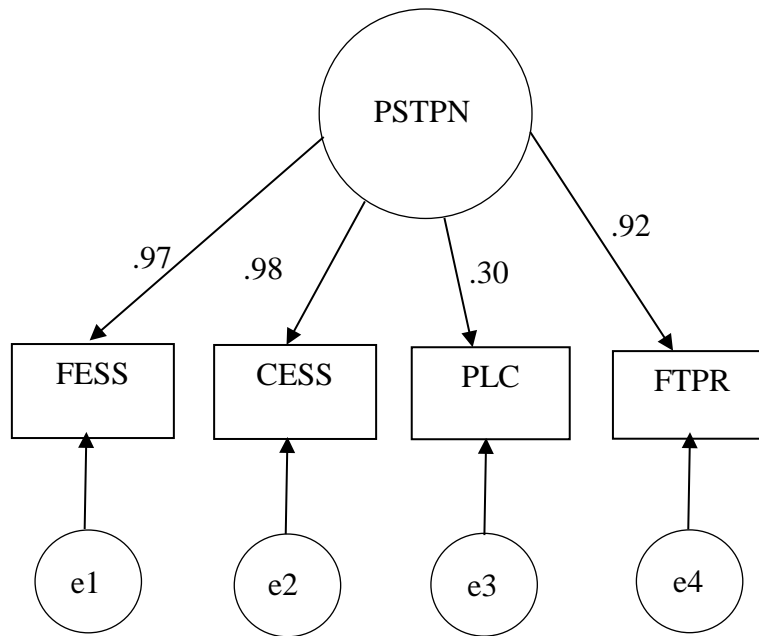 PSTPN
.97
.98
.30
.92
FESS
CESS
PLC
FTPR
e1
e2
e3
e4